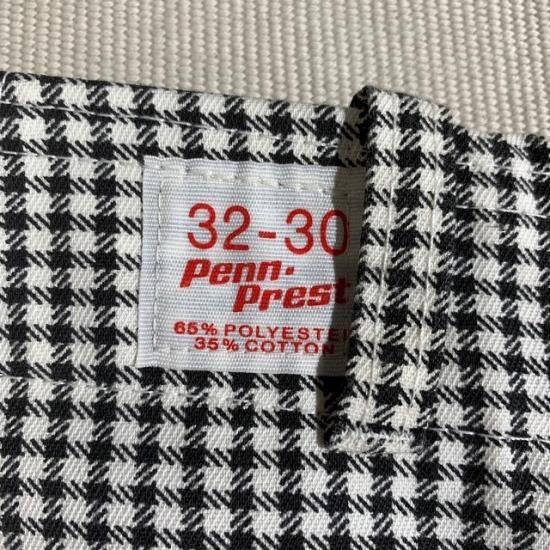 32-30
Penn-
Prest
65% POLYESTE
35% COTTON